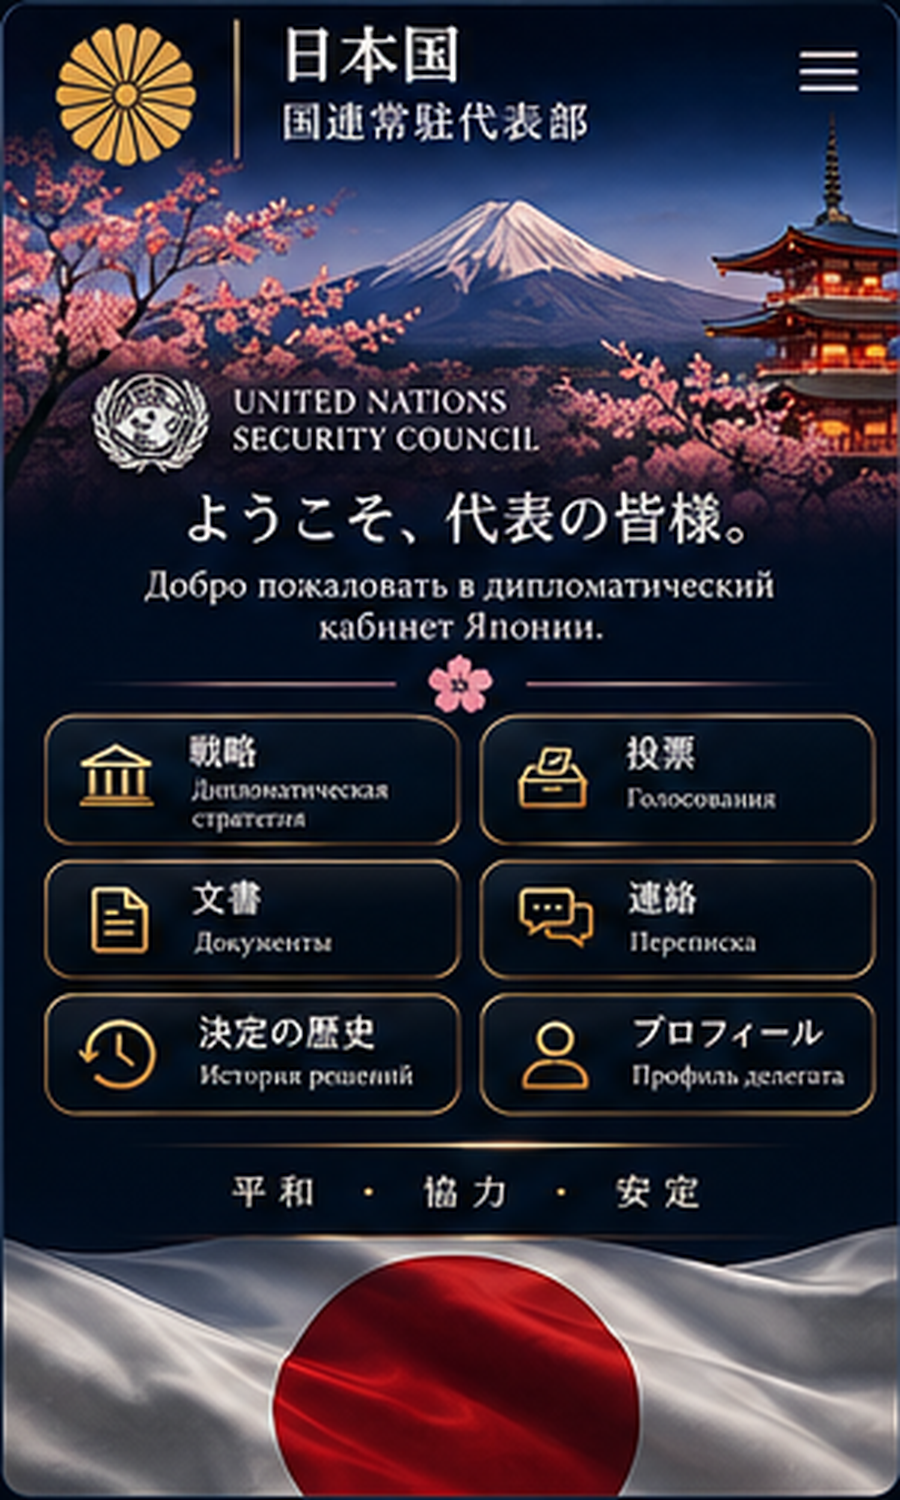 日本国
国連常駐代表部
UNITED NATIONS
SECURITY COUNCIL
ようこそ、代表の皆様。
Добро пожаловать в дипломатический
кабинет Японии.
戦略
Дипломатическая
стратегия
投票
Голосования
文書
Документы
連絡
Переписка
決定の歴史
История решений
プロフィール
Профиль делегата
平和 · 協力 · 安定